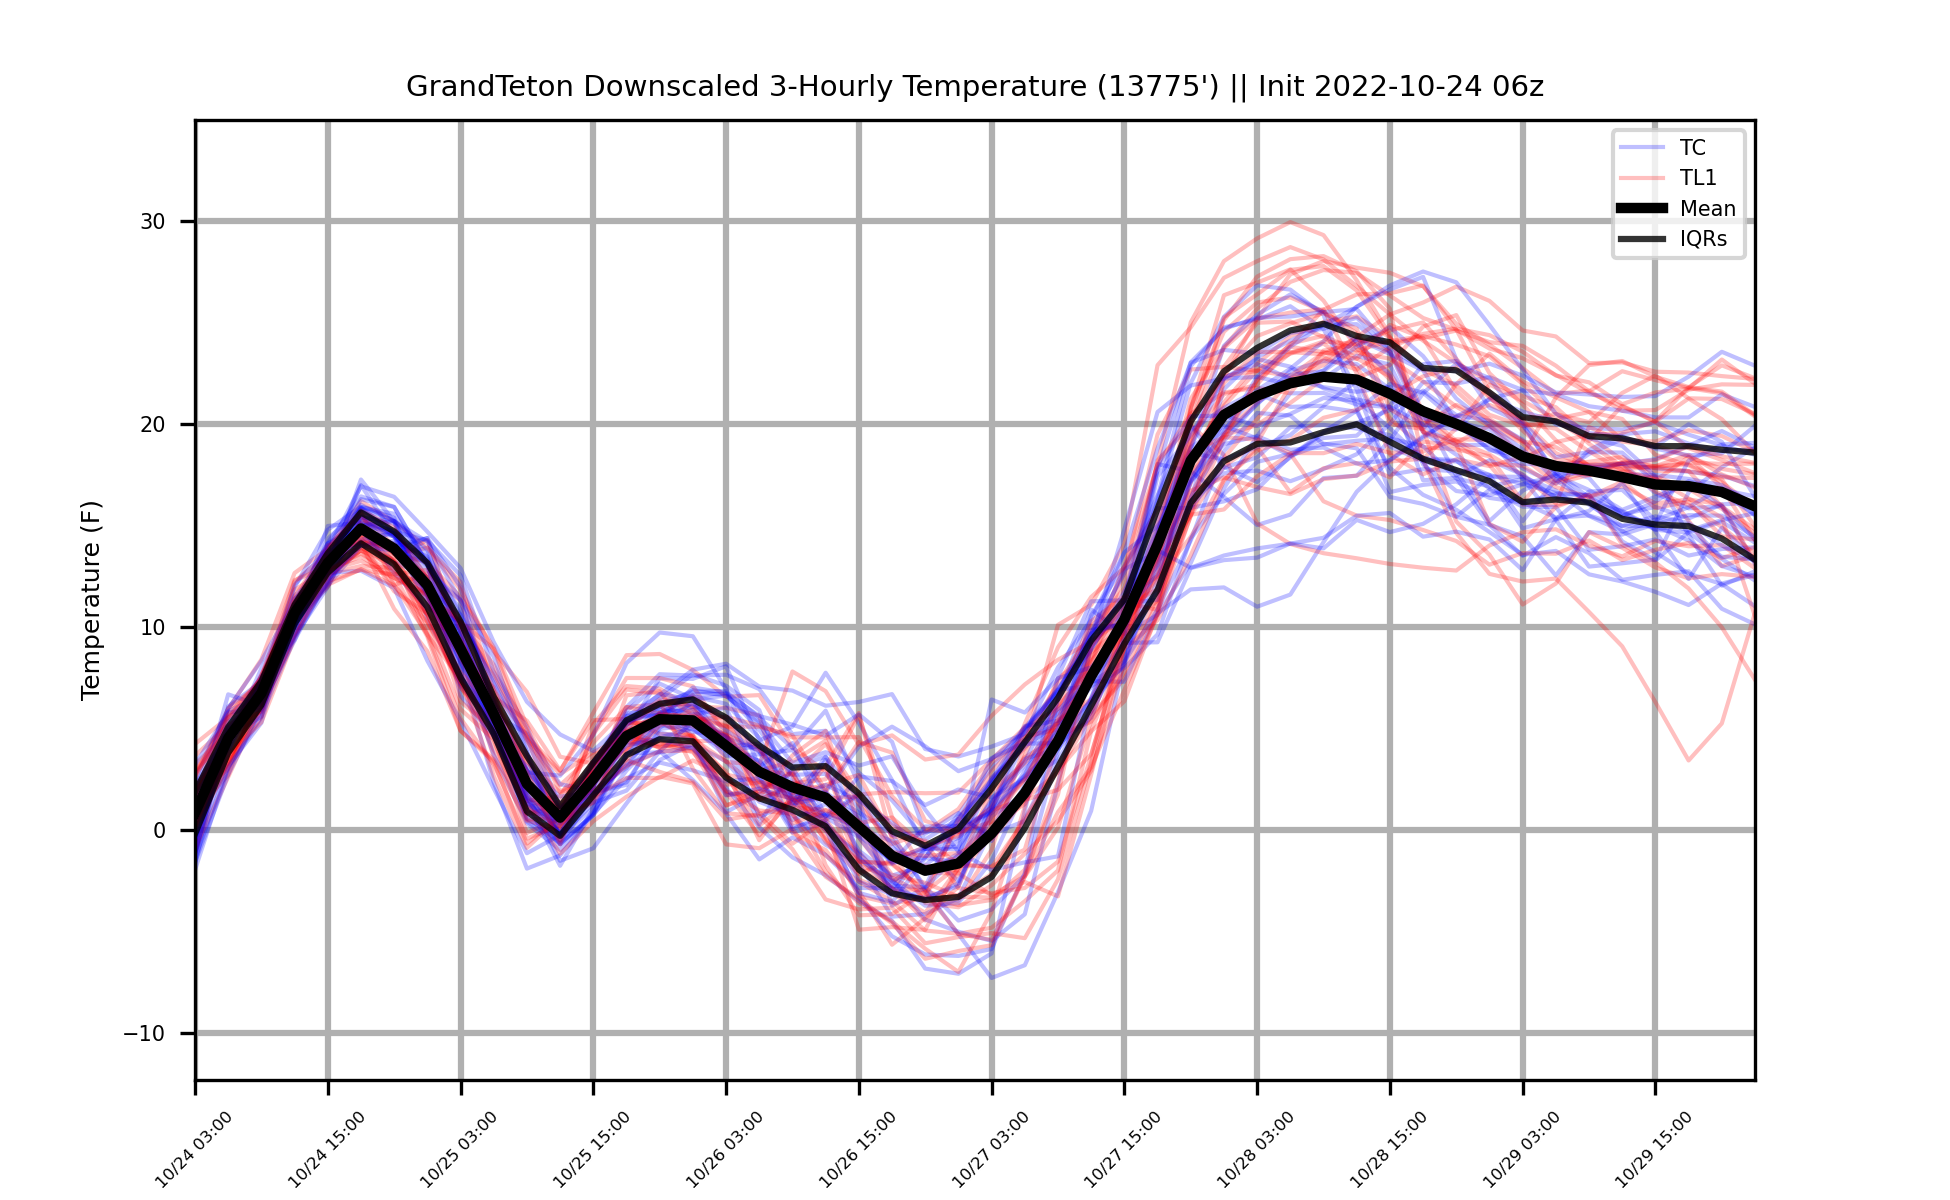 GrandTeton Downscaled 3-Hourly Temperature (13775') || Init 2022-10-24 06z
TC
TL1
Mean
IQRs
Temperature (F)
30
20
10
0
−10
10/24 03:00
10/24 15:00
10/25 03:00
10/25 15:00
10/26 03:00
10/26 15:00
10/27 03:00
10/27 15:00
10/28 03:00
10/28 15:00
10/29 03:00
10/29 15:00